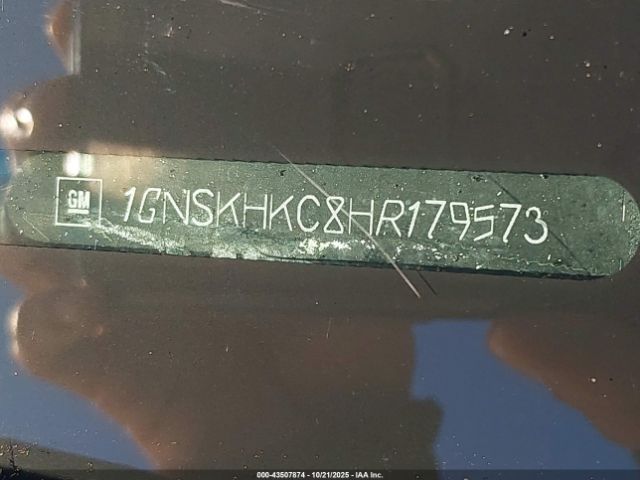 GM 1GNSKHKC8HR179573
000-43507874 - 10/21/2025 - IAA Inc.